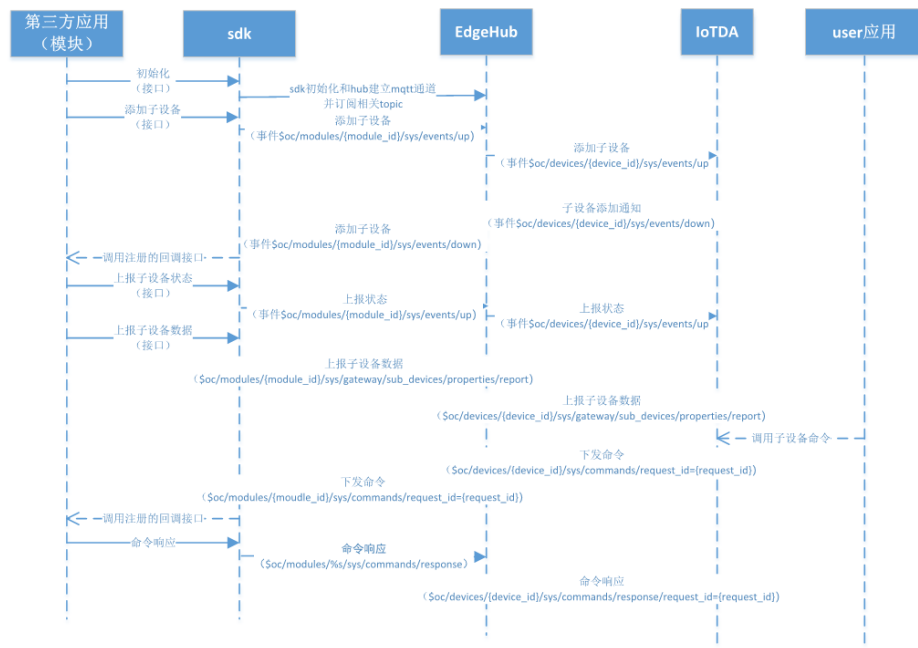 第三方应用
（模块）
sdk
EdgeHub
IoTDA
user应用
初始化
（接口）
sdk初始化和hub建立mqtt通道
并订阅相关topic
添加子设备
（接口）
添加子设备
（事件$oc/modules/{module_id}/sys/events/up)
添加子设备
（事件$oc/devices/{device_id}/sys/events/up
子设备添加通知
（事件$oc/devices/{device_id}/sys/events/down)
添加子设备
（事件$oc/modules/{module_id}/sys/events/down)
调用注册的回调接口
上报子设备状态
（接口）
上报状态
（事件$oc/modules/{module_id}/sys/events/up)
上报状态
（事件$oc/devices/{device_id}/sys/events/up
上报子设备数据
（接口）
上报子设备数据
($oc/modules/{module_id}/sys/gateway/sub_devices/properties/report)
上报子设备数据
($oc/devices/{device_id}/sys/gateway/sub_devices/properties/report)
调用子设备命令
下发命令
($oc/devices/{device_id}/sys/commands/request_id={request_id})
下发命令
($oc/modules/{moudle_id}/sys/commands/request_id={request_id})
调用注册的回调接口
命令响应
命令响应
（$oc/modules/%s/sys/commands/response）
命令响应
($oc/devices/{device_id}/sys/commands/response/request_id={request_id})